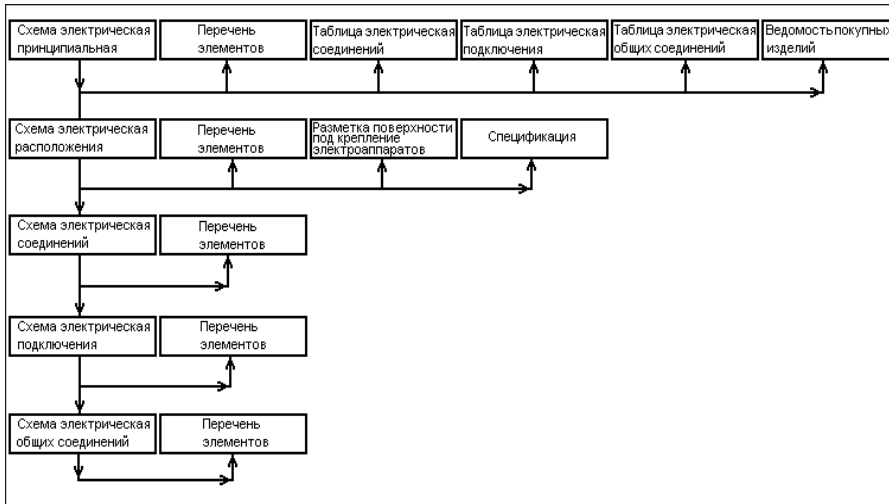 Схема электрическая
принципиальная
Перечень
элементов
Таблица электрическая
соединений
Таблица электрическая
подключения
Таблица электрическая
общих соединений
Ведомость покупных
изделий
Схема электрическая
расположения
Перечень
элементов
Разметка поверхности
под крепление
электроаппаратов
Спецификация
Схема электрическая
соединений
Перечень
элементов
Схема электрическая
подключения
Перечень
элементов
Схема электрическая
общих соединений
Перечень
элементов